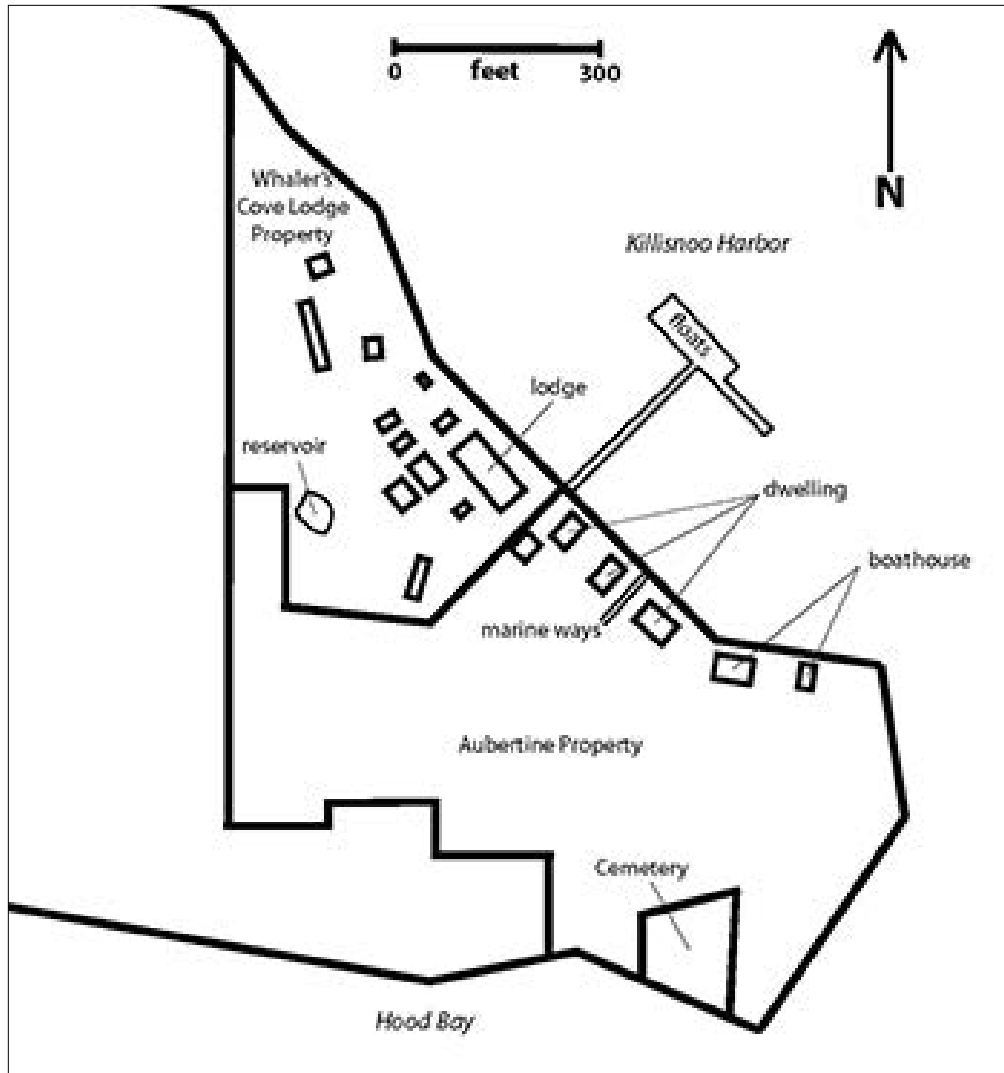 0 feet 300
N
Whaler's
Cove Lodge
Property
Killisnoo Harbor
floats
lodge
reservoir
dwelling
boathouse
marine ways
Aubertine Property
Cemetery
Hood Bay